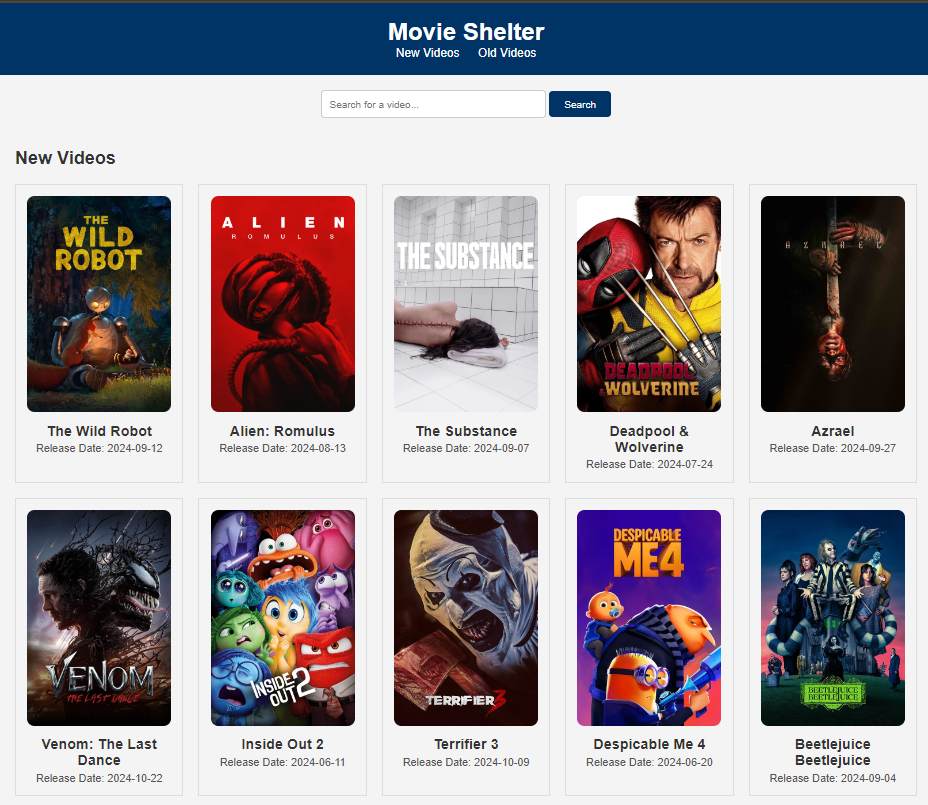 Movie Shelter
New Videos Old Videos
Search for a video... Search
New Videos
THE
WILD
ROBOT
The Wild Robot
Release Date: 2024-09-12
ALIEN
ROMULUS
Alien: Romulus
Release Date: 2024-08-13
THE SUBSTANCE
The Substance
Release Date: 2024-09-07
DEADPOOL
& WOLVERINE
Deadpool &
Wolverine
Release Date: 2024-07-24
AZRAEL
Azrael
Release Date: 2024-09-27
VENOM
THE LAST DANCE
Venom: The Last
Dance
Release Date: 2024-10-22
INSIDE
OUT 2
Inside Out 2
Release Date: 2024-06-11
TERRIFIER 3
Terrifier 3
Release Date: 2024-10-09
DESPICABLE
ME 4
Despicable Me 4
Release Date: 2024-06-20
BEETLEJUICE
BEETLEJUICE
Beetlejuice
Beetlejuice
Release Date: 2024-09-04